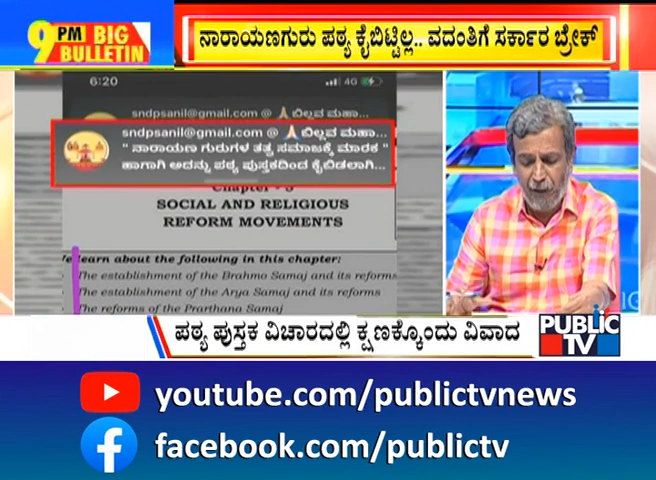 9 PM BIG BULLETIN
ನಾರಾಯಣಗುರು ಪಠ್ಯ ಕೈಬಿಟ್ಟಿಲ್ಲ.. ವದಂತಿಗೆ ಸರ್ಕಾರ ಬ್ರೇಕ್
6:20 4G
sndpsanil@gmail.com @ 🙏ಬಿಲ್ಲವ ಮಹಾ...
sndpsanil@gmail.com @ 🙏ಬಿಲ್ಲವ ಮಹಾ...
" ನಾರಾಯಣ ಗುರುಗಳ ತತ್ವ ಸಮಾಜಕ್ಕೆ ಮಾರಕ "
ಹಾಗಾಗಿ ಅದನ್ನು ಪಠ್ಯ ಪುಸ್ತಕದಿಂದ ಕೈಬಿಡಲಾಗಿ...
SOCIAL AND RELIGIOUS
REFORM MOVEMENTS
learn about the following in this chapter:
The establishment of the Brahmo Samaj and its reforms
The establishment of the Arya Samaj and its reforms
The reforms of the Prarthana Samaj
ಪಠ್ಯ ಪುಸ್ತಕ ವಿಚಾರದಲ್ಲಿ ಕ್ಷಣಕ್ಕೊಂದು ವಿವಾದ
PUBLIC TV
youtube.com/publictvnews
facebook.com/publictv